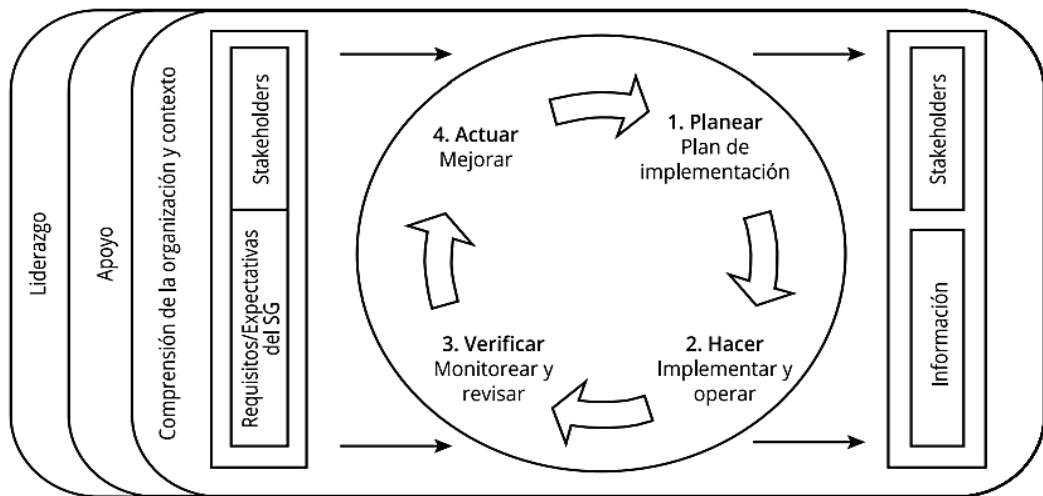 Liderazgo
Apoyo
Comprensión de la organización y contexto
Stakeholders
Requisitos/Expectativas
del SG
4. Actuar
Mejorar
1. Planear
Plan de
implementación
3. Verificar
Monitorear y
revisar
2. Hacer
Implementar y
operar
Stakeholders
Información